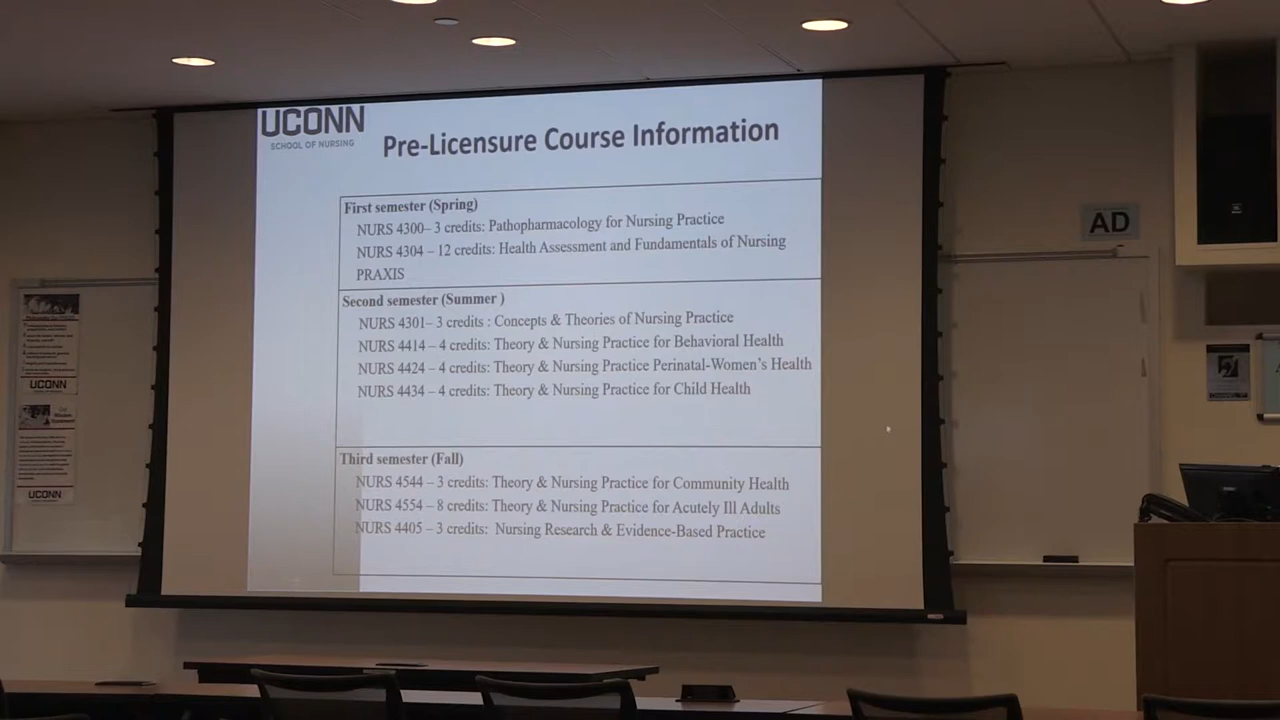 UCONN
SCHOOL OF NURSING
Pre-Licensure Course Information
First semester (Spring)
NURS 4300– 3 credits: Pathopharmacology for Nursing Practice
NURS 4304 – 12 credits: Health Assessment and Fundamentals of Nursing
PRAXIS
Second semester (Summer )
NURS 4301– 3 credits : Concepts & Theories of Nursing Practice
NURS 4414 – 4 credits: Theory & Nursing Practice for Behavioral Health
NURS 4424 – 4 credits: Theory & Nursing Practice Perinatal-Women's Health
NURS 4434 – 4 credits: Theory & Nursing Practice for Child Health
Third semester (Fall)
NURS 4544 – 3 credits: Theory & Nursing Practice for Community Health
NURS 4554 – 8 credits: Theory & Nursing Practice for Acutely Ill Adults
NURS 4405 – 3 credits: Nursing Research & Evidence-Based Practice
AD
UCONN
UCONN